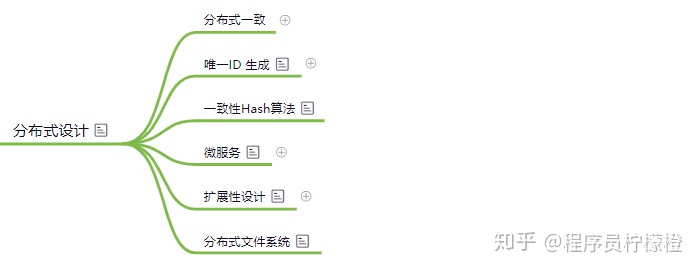 分布式一致
唯一ID 生成
一致性Hash算法
分布式设计
微服务
扩展性设计
分布式文件系统
知乎 @程序员柠檬橙